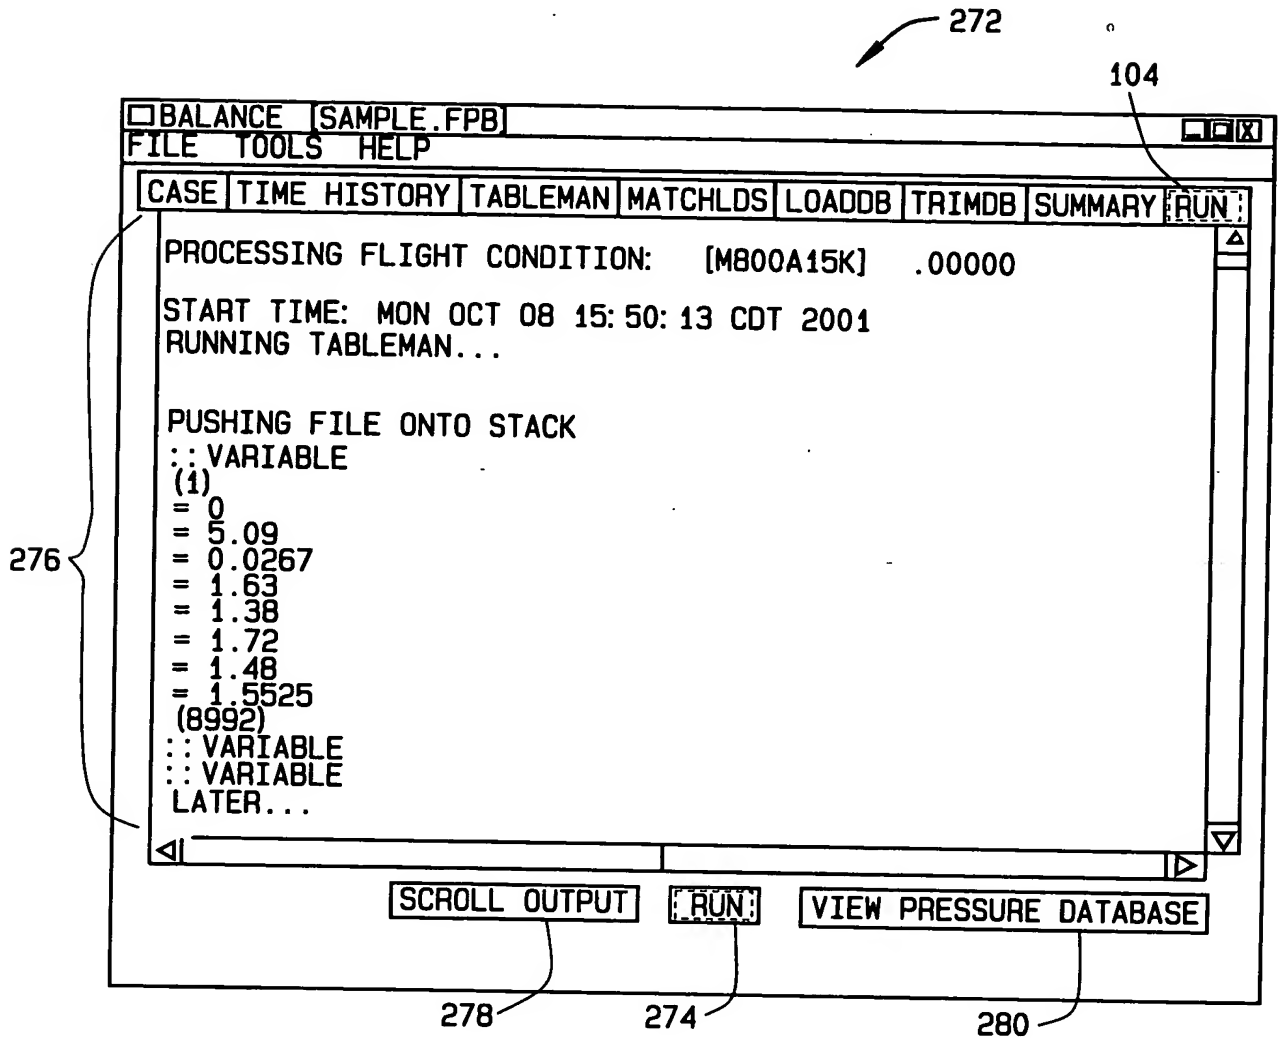 272
104
BALANCE [SAMPLE.FPB]
FILE TOOLS HELP
CASE TIME HISTORY TABLEMAN MATCHLDS LOADDB TRIMDB SUMMARY RUN
PROCESSING FLIGHT CONDITION: [M800A15K] .00000
START TIME: MON OCT 08 15:50:13 CDT 2001
RUNNING TABLEMAN...
PUSHING FILE ONTO STACK
::VARIABLE
(1)
= 0
= 5.09
= 0.0267
= 1.63
= 1.38
= 1.72
= 1.48
= 1.5525
(8992)
::VARIABLE
::VARIABLE
LATER...
276
SCROLL OUTPUT RUN VIEW PRESSURE DATABASE
278 274 280